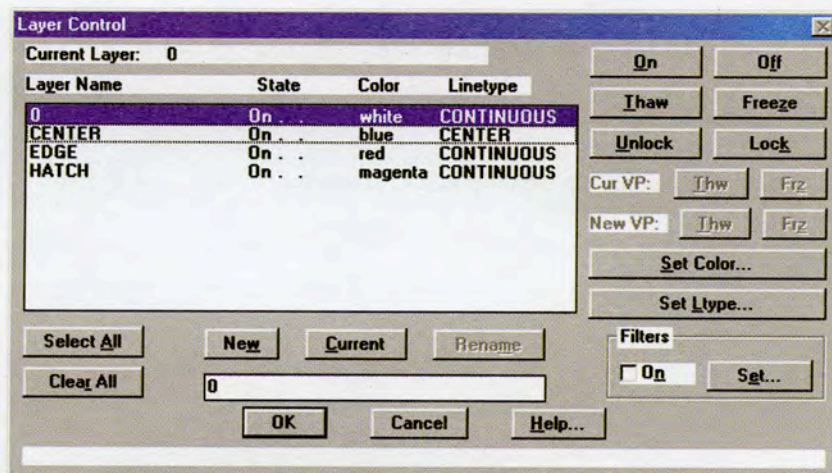 Layer Control
Current Layer: 0
Layer Name State Color Linetype
0 On . . white CONTINUOUS
CENTER On . . blue CENTER
EDGE On . . red CONTINUOUS
HATCH On . . magenta CONTINUOUS
On Off
Thaw Freeze
Unlock Lock
Cur VP: Thw Frz
New VP: Thw Frz
Set Color...
Set Ltype...
Select All New Current Rename
Clear All 0
Filters
On Set...
OK Cancel Help...